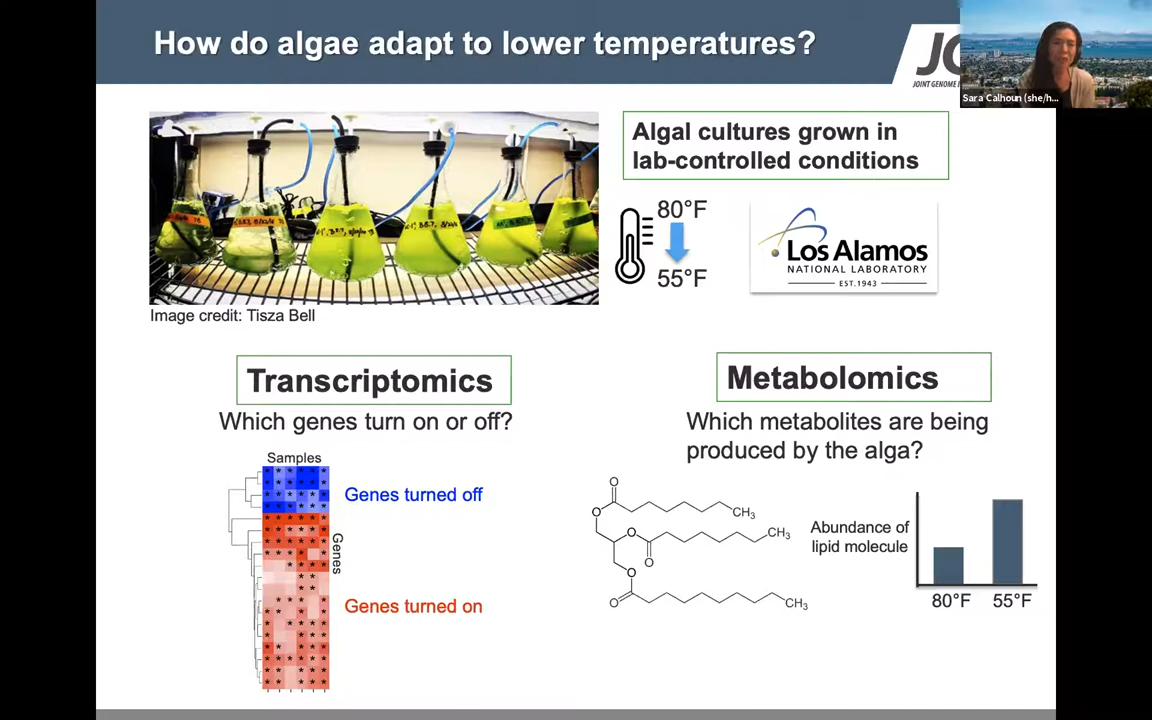 How do algae adapt to lower temperatures?
JOINT GENOME
Sara Calhoun (she/h...
Algal cultures grown in
lab-controlled conditions
80°F
55°F
Los Alamos
NATIONAL LABORATORY
EST.1943
Image credit: Tisza Bell
Transcriptomics
Which genes turn on or off?
Samples
Genes turned off
Genes
Genes turned on
Metabolomics
Which metabolites are being
produced by the alga?
O
O
CH3
O
O
CH3
O
O
CH3
Abundance of
lipid molecule
80°F
55°F